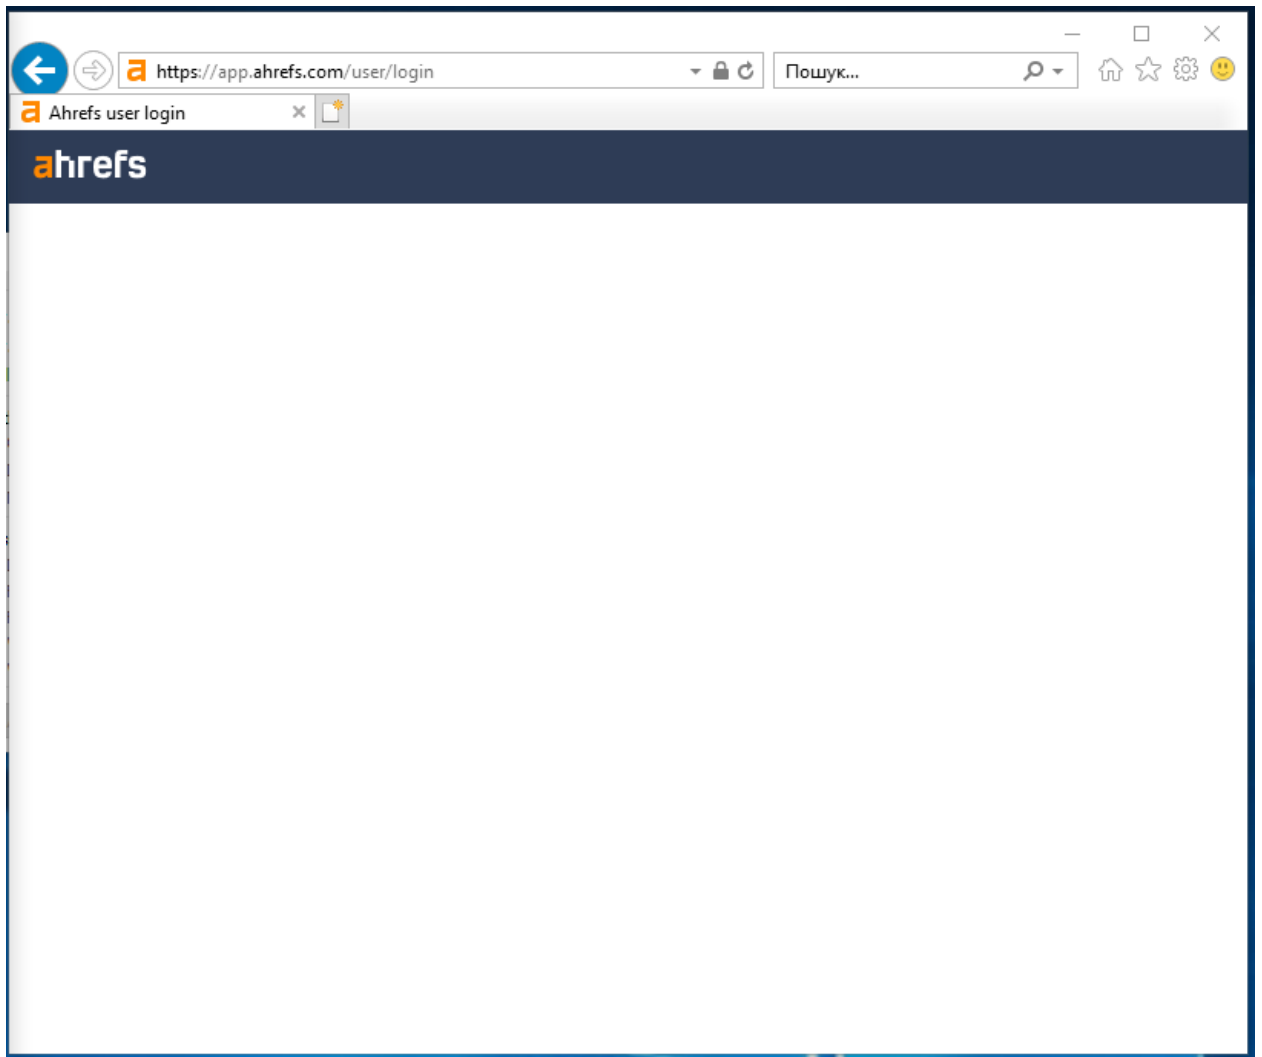 https://app.ahrefs.com/user/login
Пошук...
Ahrefs user login
ahrefs